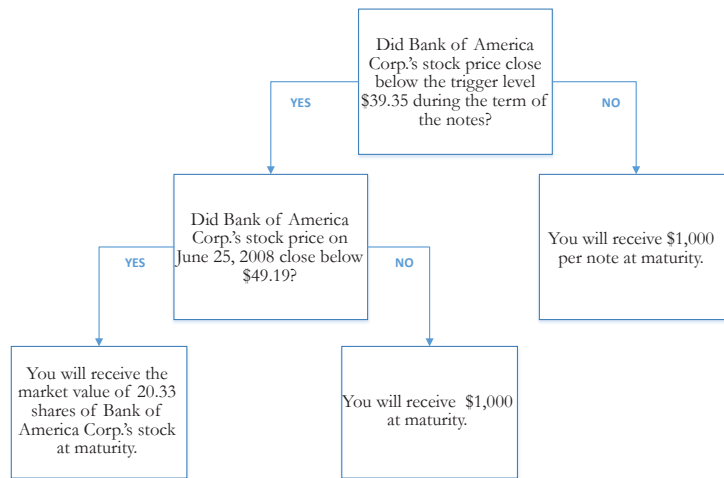 Did Bank of America
Corp.'s stock price close
below the trigger level
$39.35 during the term of
the notes?
YES
NO
Did Bank of America
Corp.'s stock price on
June 25, 2008 close below
$49.19?
You will receive $1,000
per note at maturity.
YES
NO
You will receive the
market value of 20.33
shares of Bank of
America Corp.'s stock
at maturity.
You will receive $1,000
at maturity.